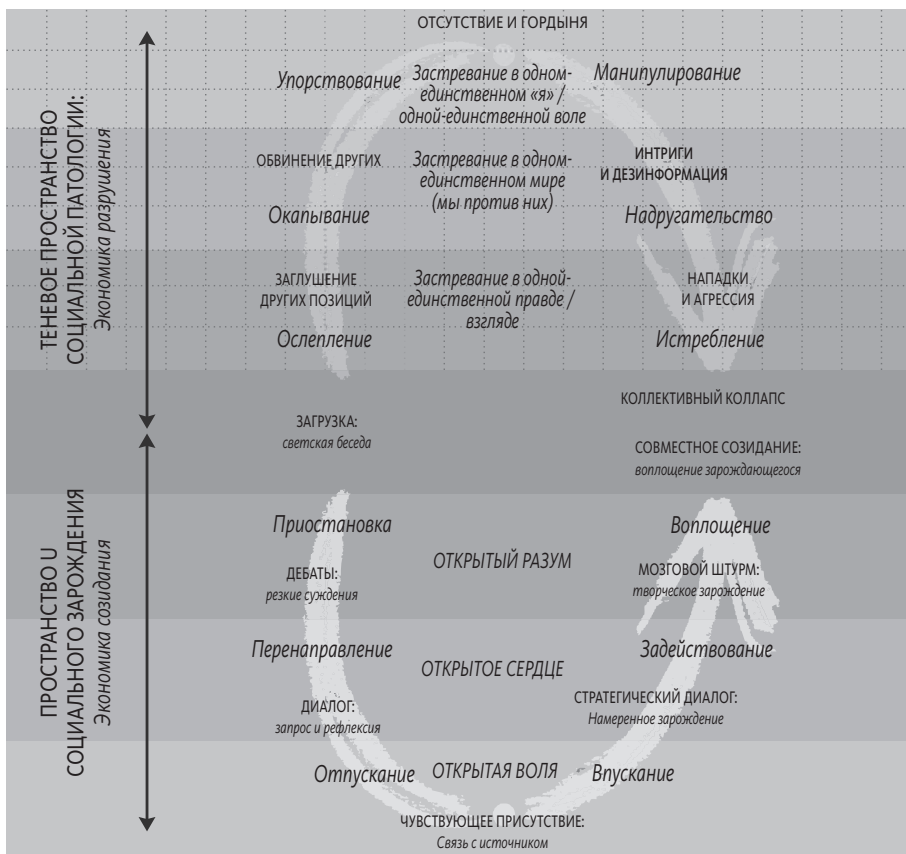 ОТСУТСТВИЕ И ГОРДЫНЯ
Упорствование
Застревание в одном-
единственном «я» /
одной-единственной воле
Манипулирование
ОБВИНЕНИЕ ДРУГИХ
Застревание в одном-
единственном мире
(мы против них)
ИНТРИГИ
И ДЕЗИНФОРМАЦИЯ
Окапывание
Надругательство
ЗАГЛУШЕНИЕ
ДРУГИХ ПОЗИЦИЙ
Застревание в одной-
единственной правде /
взгляде
НАПАДКИ
И АГРЕССИЯ
Ослепление
Истребление
ТЕНЕВОЕ ПРОСТРАНСТВО
СОЦИАЛЬНОЙ ПАТОЛОГИИ:
Экономика разрушения
КОЛЛЕКТИВНЫЙ КОЛЛАПС
ЗАГРУЗКА:
светская беседа
СОВМЕСТНОЕ СОЗИДАНИЕ:
воплощение зарождающегося
Приостановка
Воплощение
ОТКРЫТЫЙ РАЗУМ
ДЕБАТЫ:
резкие суждения
МОЗГОВОЙ ШТУРМ:
творческое зарождение
Перенаправление
ОТКРЫТОЕ СЕРДЦЕ
Задействование
ДИАЛОГ:
запрос и рефлексия
СТРАТЕГИЧЕСКИЙ ДИАЛОГ:
Намеренное зарождение
Отпускание
ОТКРЫТАЯ ВОЛЯ
Впускание
ЧУВСТВУЮЩЕЕ ПРИСУТСТВИЕ:
Связь с источником
ПРОСТРАНСТВО U
СОЦИАЛЬНОГО ЗАРОЖДЕНИЯ
Экономика созидания